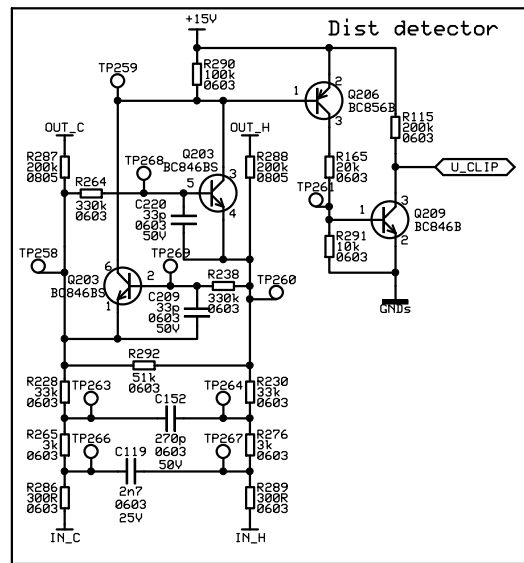 +15V
Dist detector
TP259
R290
100k
0603
1
2
3
Q206
BC856B
R115
200k
0603
OUT_C
OUT_H
R287
200k
0805
TP268
Q203
BC846BS
R288
200k
0805
R264
330k
0603
5
3
4
R165
20k
0603
U_CLIP
C220
33p
0603
50V
TP261
1
3
2
Q209
BC846B
R291
10k
0603
TP258
TP269
Q203
BC846BS
6
2
1
R238
330k
0603
TP260
C209
33p
0603
50V
GNDs
R292
51k
0603
R228
33k
0603
TP263
TP264
R230
33k
0603
C152
270p
0603
50V
R265
3k
0603
TP266
TP267
R276
3k
0603
C119
2n7
0603
25V
R286
300R
0603
R289
300R
0603
IN_C
IN_H